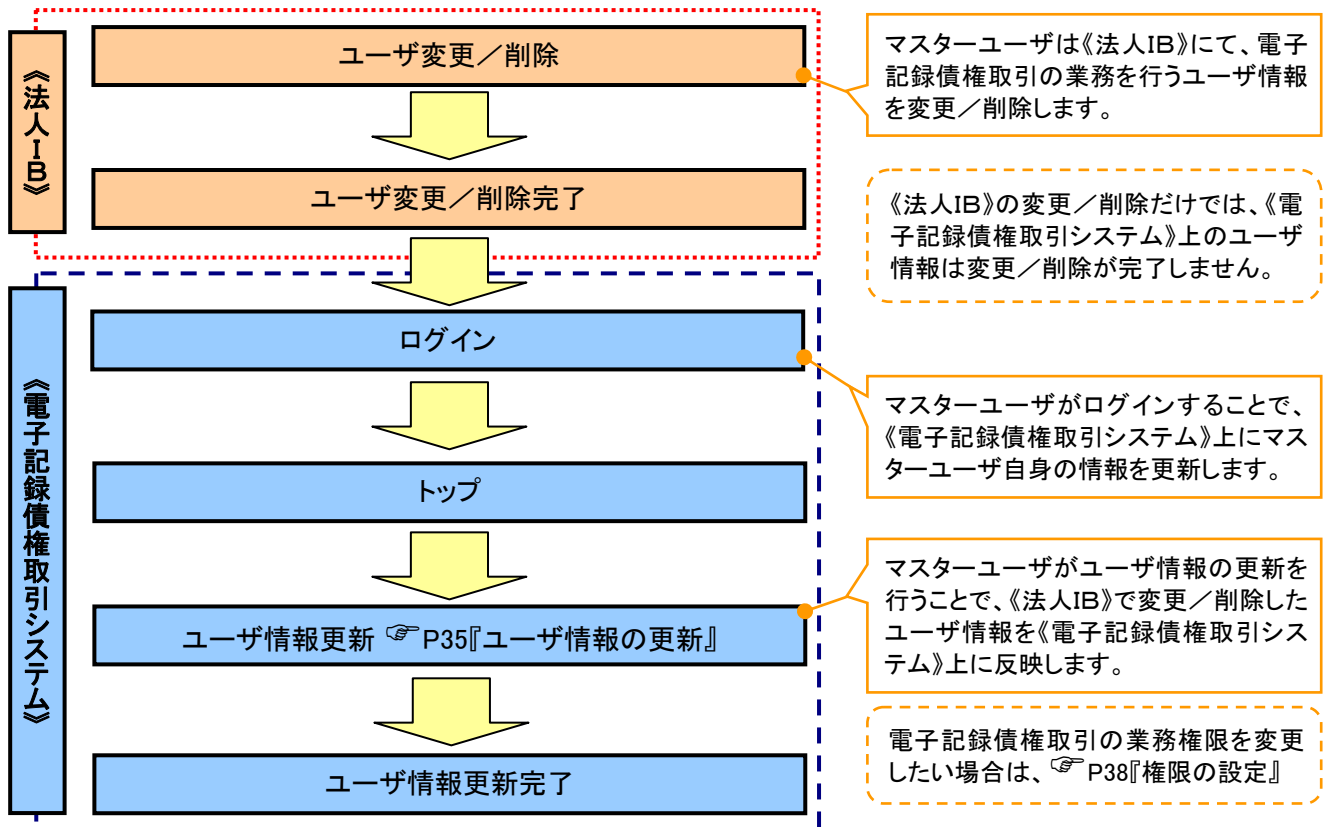 《法人IB》
ユーザ変更／削除
マスターユーザは《法人IB》にて、電子
記録債権取引の業務を行うユーザ情報
を変更／削除します。
ユーザ変更／削除完了
《法人IB》の変更／削除だけでは、《電
子記録債権取引システム》上のユーザ
情報は変更／削除が完了しません。
《電子記録債権取引システム》
ログイン
マスターユーザがログインすることで、
《電子記録債権取引システム》上にマス
ターユーザ自身の情報を更新します。
トップ
ユーザ情報更新 ☞P35『ユーザ情報の更新』
マスターユーザがユーザ情報の更新を
行うことで、《法人IB》で変更／削除した
ユーザ情報を《電子記録債権取引シス
テム》上に反映します。
ユーザ情報更新完了
電子記録債権取引の業務権限を変更
したい場合は、☞P38『権限の設定』